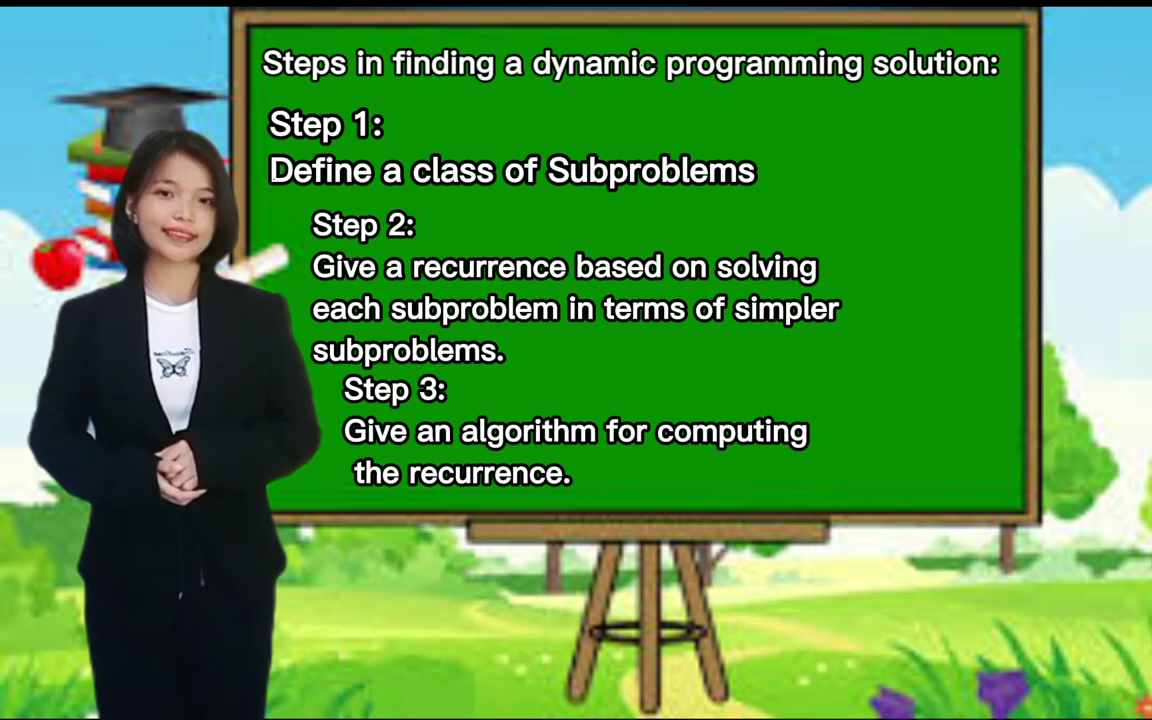 Steps in finding a dynamic programming solution:
Step 1:
Define a class of Subproblems
Step 2:
Give a recurrence based on solving
each subproblem in terms of simpler
subproblems.
Step 3:
Give an algorithm for computing
the recurrence.